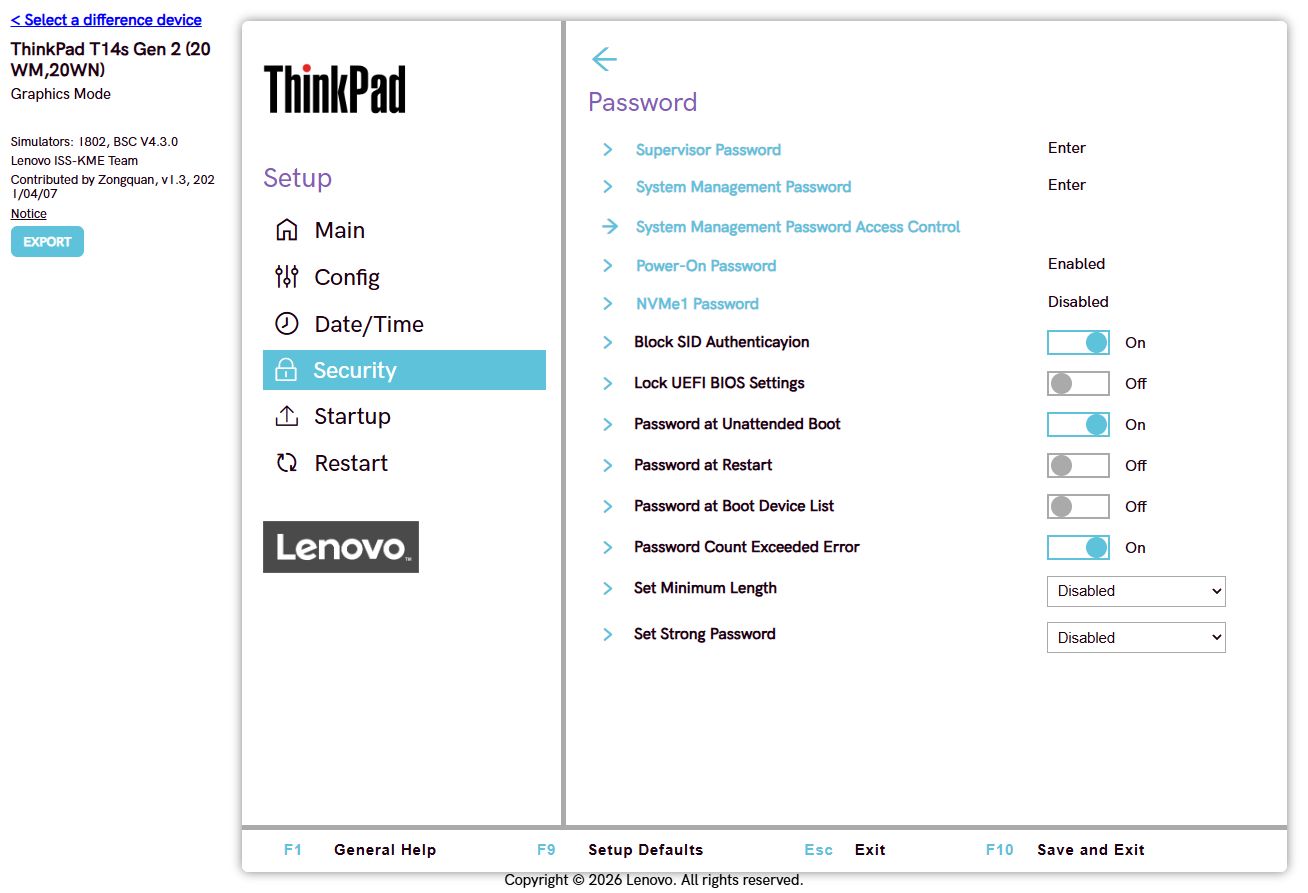 < Select a difference device
ThinkPad T14s Gen 2 (20
WM,20WN)
Graphics Mode
Simulators: 1802, BSC V4.3.0
Lenovo ISS-KME Team
Contributed by Zongquan, v1.3, 202
1/04/07
Notice
EXPORT
ThinkPad
Setup
Main
Config
Date/Time
Security
Startup
Restart
Lenovo™
Password
Supervisor Password Enter
System Management Password Enter
System Management Password Access Control
Power-On Password Enabled
NVMe1 Password Disabled
Block SID Authenticayion On
Lock UEFI BIOS Settings Off
Password at Unattended Boot On
Password at Restart Off
Password at Boot Device List Off
Password Count Exceeded Error On
Set Minimum Length Disabled
Set Strong Password Disabled
F1 General Help F9 Setup Defaults Esc Exit F10 Save and Exit
Copyright © 2026 Lenovo. All rights reserved.